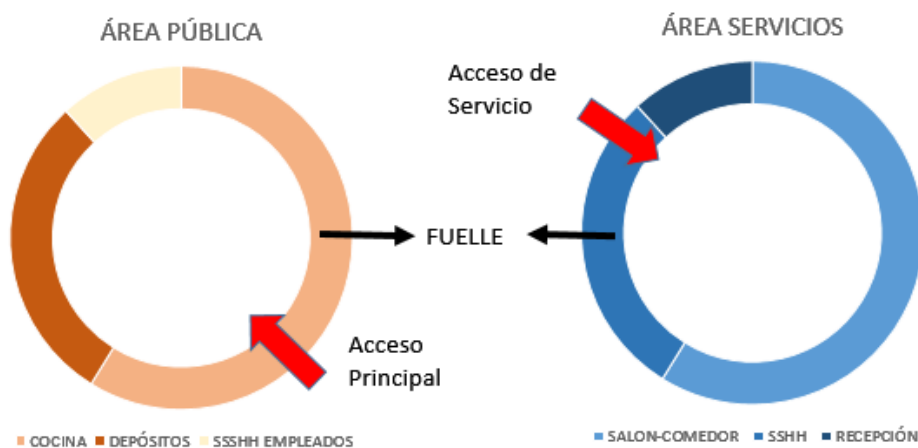 ÁREA PÚBLICA
ÁREA SERVICIOS
Acceso de
Servicio
FUELLE
Acceso
Principal
COCINA DEPÓSITOS SSSHH EMPLEADOS
SALON-COMEDOR SSHH RECEPCIÓN